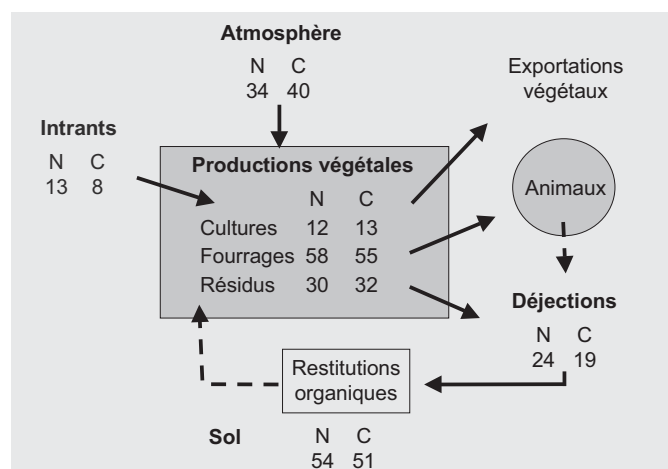 Atmosphère
N C
34 40
Exportations
végétaux
Intrants
N C
13 8
Productions végétales
N C
Cultures 12 13
Fourrages 58 55
Résidus 30 32
Animaux
Déjections
N C
24 19
Restitutions
organiques
Sol
N C
54 51